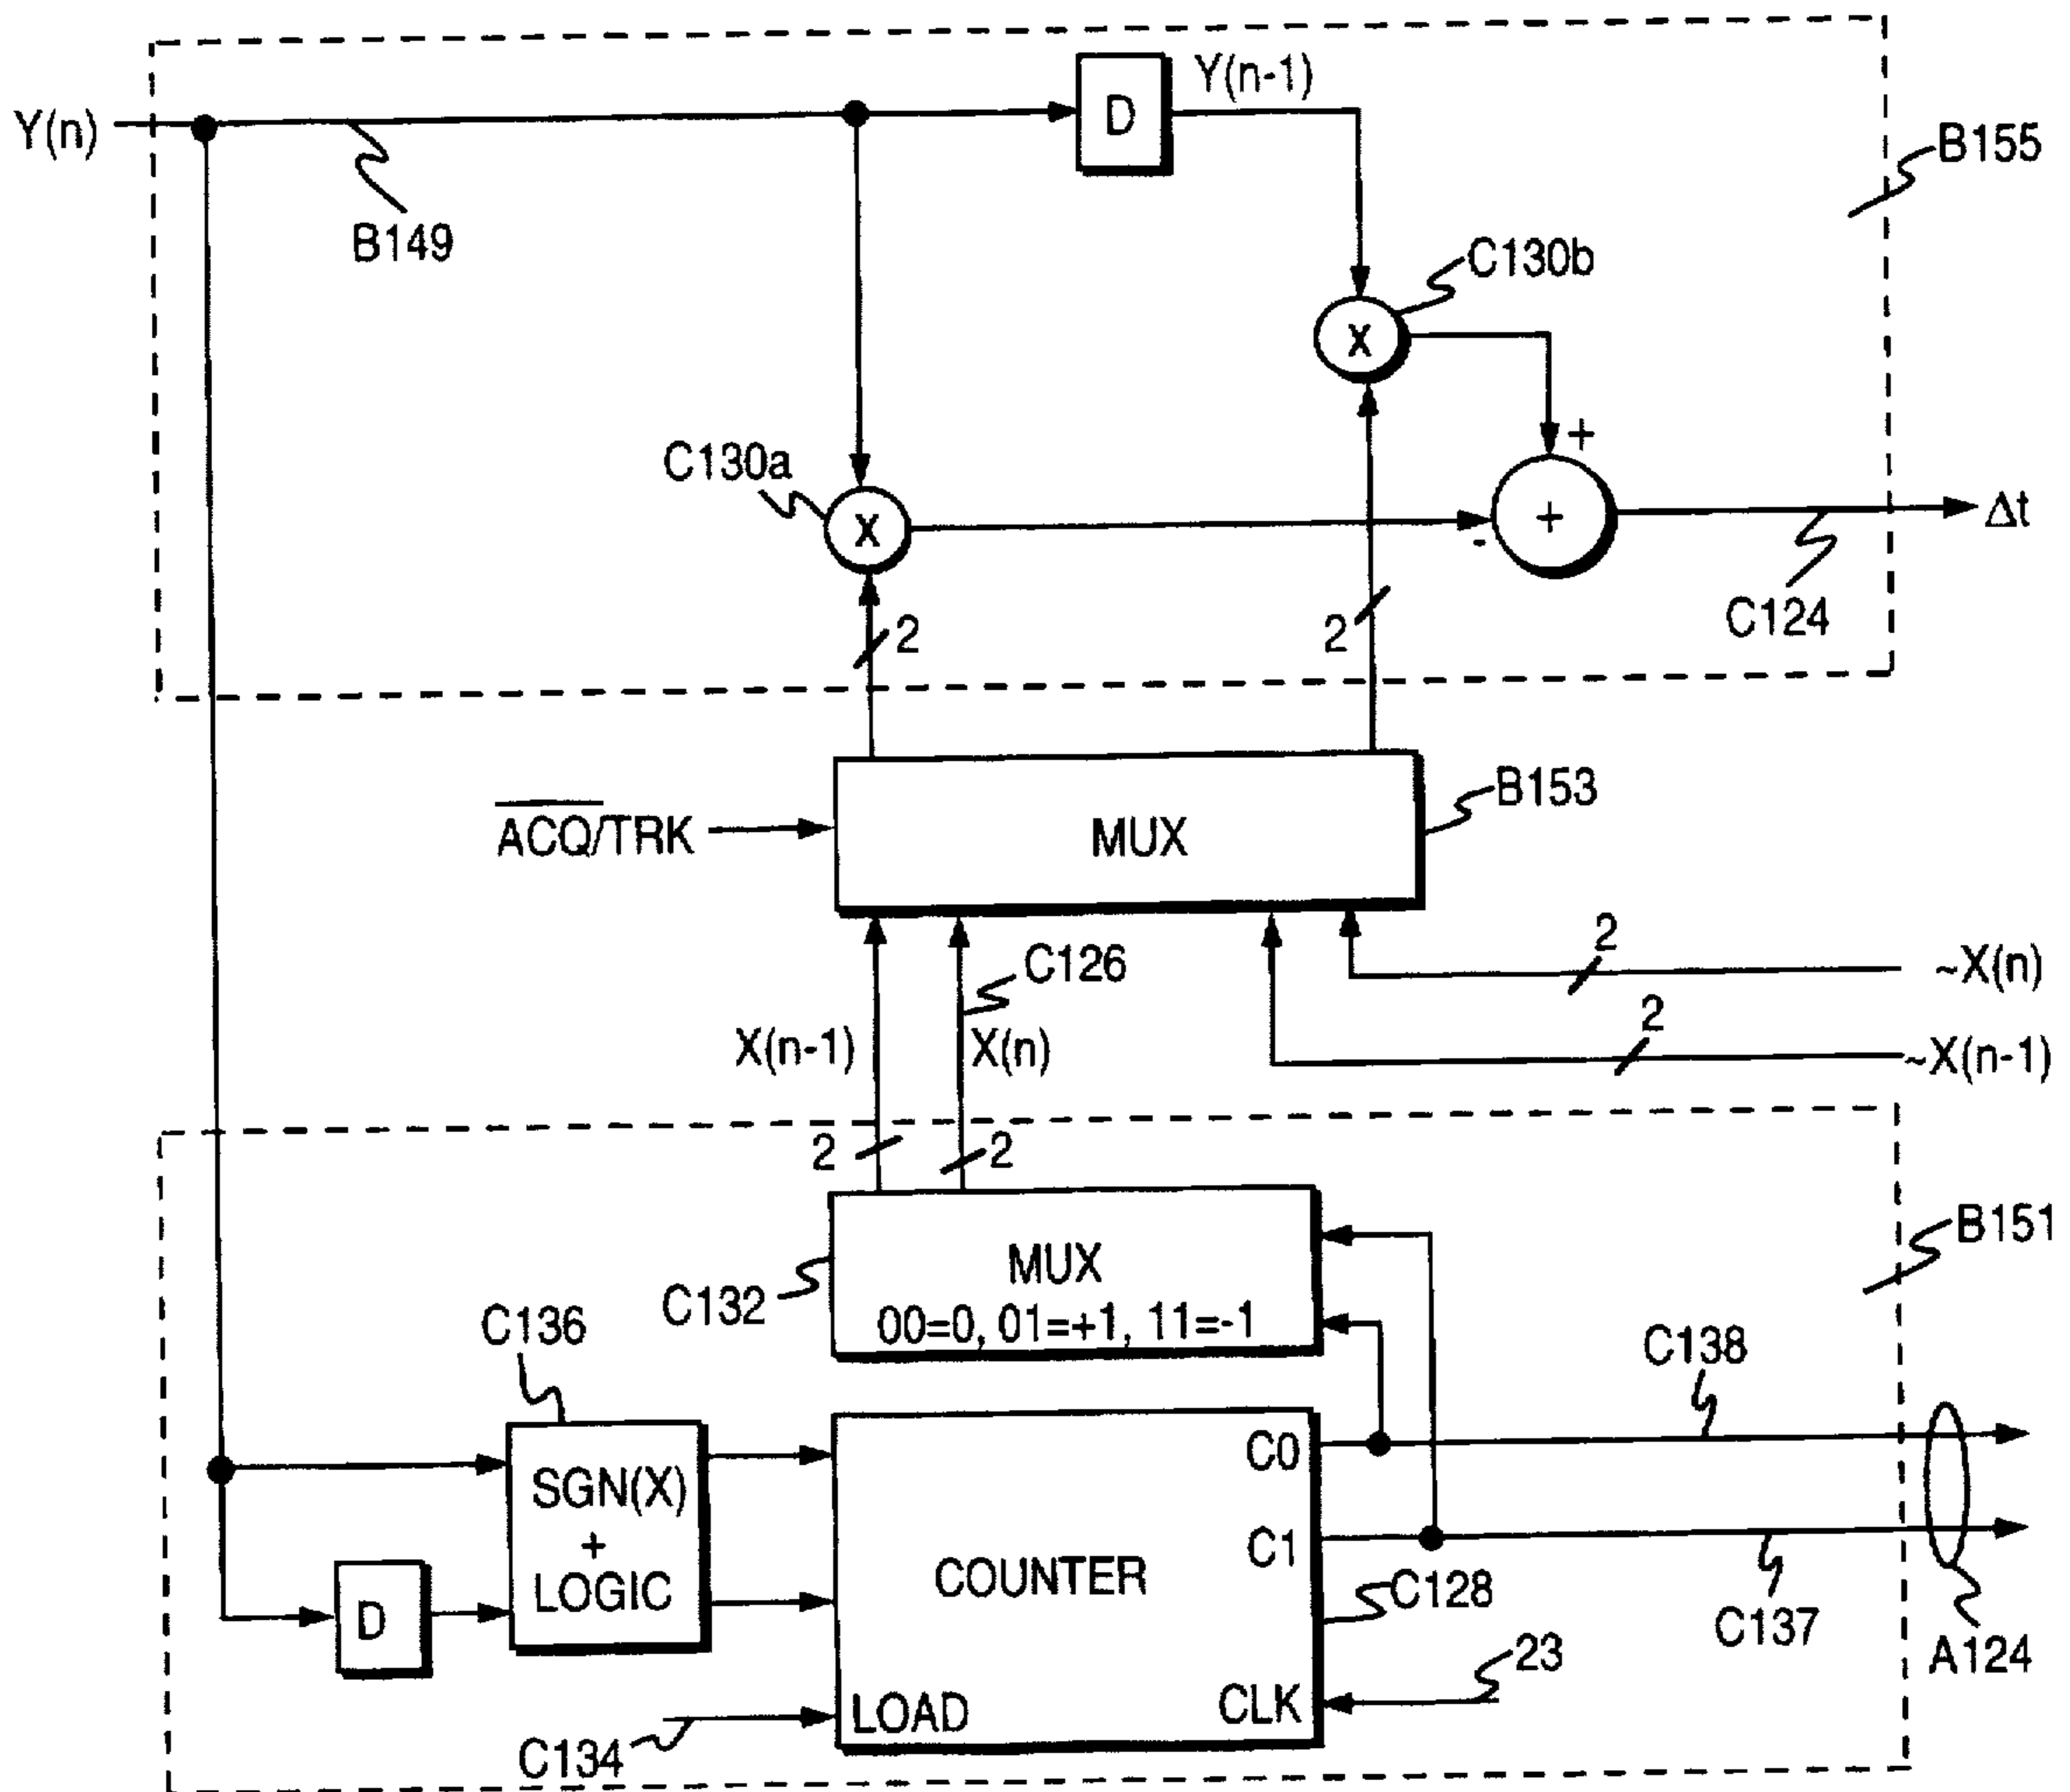 Y(n)
D
Y(n-1)
B155
B149
C130b
X
+
C130a
X
-
+
Δt
2
2
C124
A̅C̅Q̅/TRK
MUX
B153
C126
2
~X(n)
X(n-1)
X(n)
2
~X(n-1)
2
2
B151
MUX
00=0, 01=+1, 11=-1
C132
C136
C138
SGN(X)
+
LOGIC
C0
C1
COUNTER
C128
D
C137
A124
23
LOAD
CLK
C134